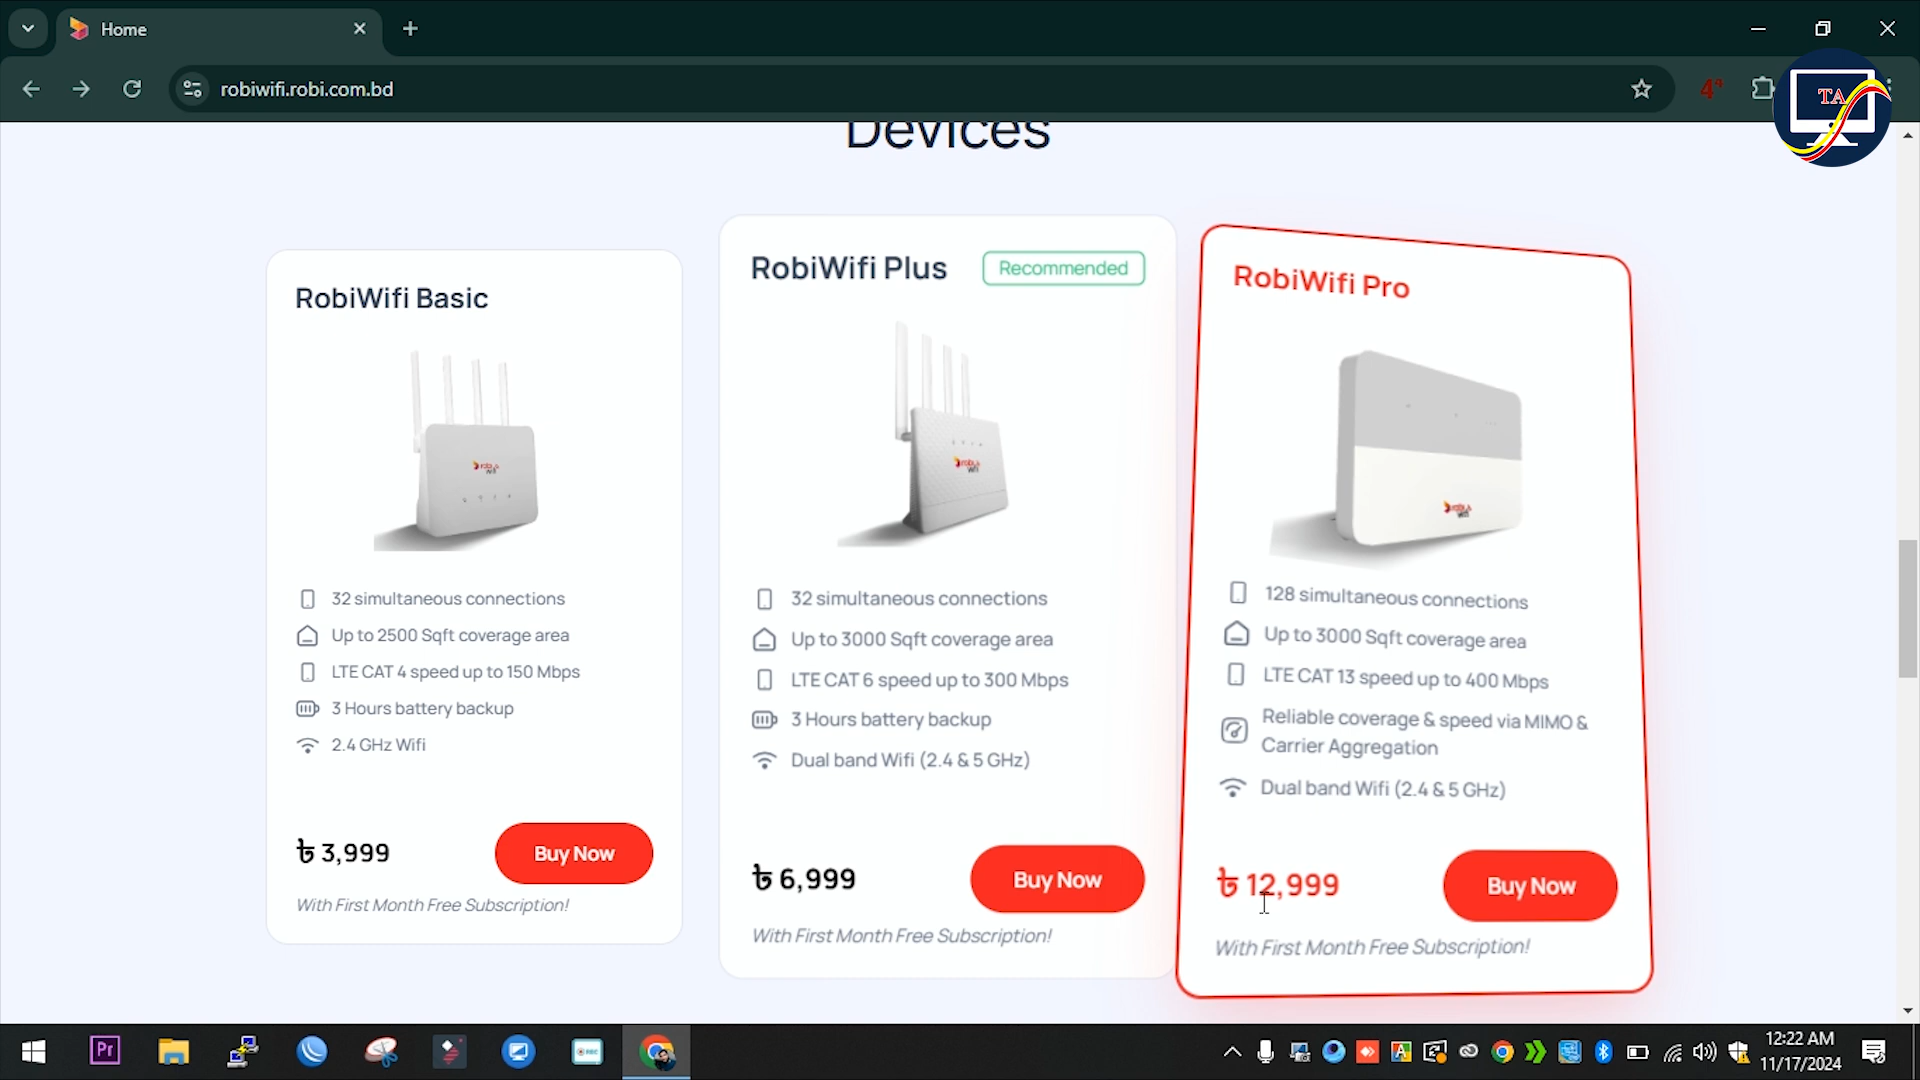 Home
robiwifi.robi.com.bd
TA
Devices
RobiWifi Basic
32 simultaneous connections
Up to 2500 Sqft coverage area
LTE CAT 4 speed up to 150 Mbps
3 Hours battery backup
2.4 GHz Wifi
৳ 3,999
Buy Now
With First Month Free Subscription!
RobiWifi Plus
Recommended
32 simultaneous connections
Up to 3000 Sqft coverage area
LTE CAT 6 speed up to 300 Mbps
3 Hours battery backup
Dual band Wifi (2.4 & 5 GHz)
৳ 6,999
Buy Now
With First Month Free Subscription!
RobiWifi Pro
128 simultaneous connections
Up to 3000 Sqft coverage area
LTE CAT 13 speed up to 400 Mbps
Reliable coverage & speed via MIMO &
Carrier Aggregation
Dual band Wifi (2.4 & 5 GHz)
৳ 12,999
Buy Now
With First Month Free Subscription!
Pr
12:22 AM
11/17/2024